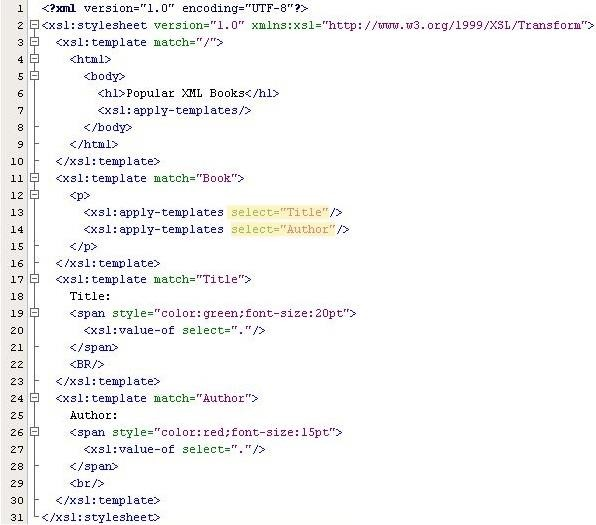 1 <?xml version="1.0" encoding="UTF-8"?>
2 <xsl:stylesheet version="1.0" xmlns:xsl="http://www.w3.org/1999/XSL/Transform">
3 <xsl:template match="/">
4 <html>
5 <body>
6 <h1>Popular XML Books</h1>
7 <xsl:apply-templates/>
8 </body>
9 </html>
10 </xsl:template>
11 <xsl:template match="Book">
12 <p>
13 <xsl:apply-templates select="Title"/>
14 <xsl:apply-templates select="Author"/>
15 </p>
16 </xsl:template>
17 <xsl:template match="Title">
18 Title:
19 <span style="color:green;font-size:20pt">
20 <xsl:value-of select="."/>
21 </span>
22 <BR/>
23 </xsl:template>
24 <xsl:template match="Author">
25 Author:
26 <span style="color:red;font-size:15pt">
27 <xsl:value-of select="."/>
28 </span>
29 <br/>
30 </xsl:template>
31 </xsl:stylesheet>